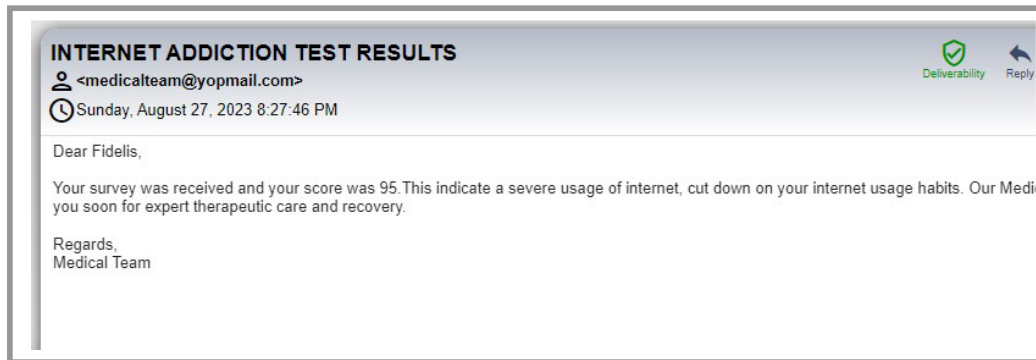 INTERNET ADDICTION TEST RESULTS
<medicalteam@yopmail.com>
Deliverability Reply
Sunday, August 27, 2023 8:27:46 PM
Dear Fidelis,
Your survey was received and your score was 95.This indicate a severe usage of internet, cut down on your internet usage habits. Our
you soon for expert therapeutic care and recovery.
Regards,
Medical Team